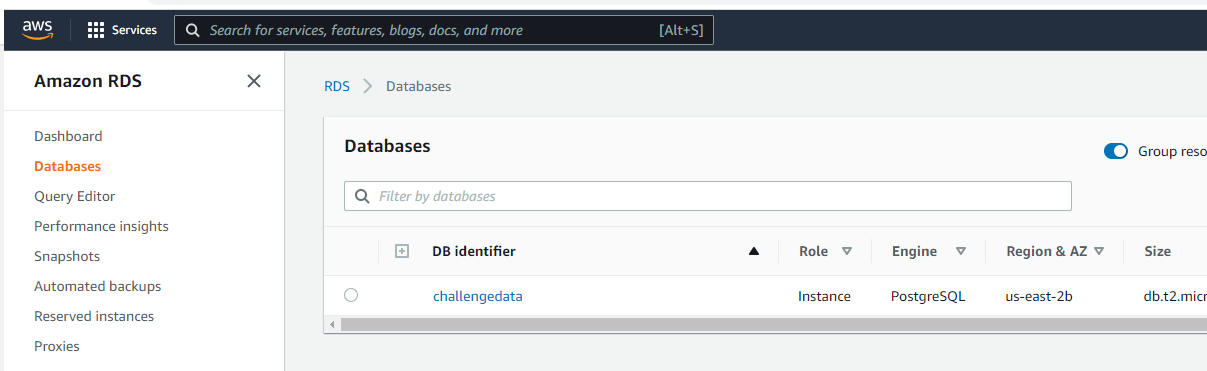 aws
Services
Search for services, features, blogs, docs, and more
[Alt+S]
Amazon RDS
Dashboard
Databases
Query Editor
Performance insights
Snapshots
Automated backups
Reserved instances
Proxies
RDS
Databases
Databases
Group reso
Filter by databases
DB identifier Role Engine Region & AZ Size
challengedata Instance PostgreSQL us-east-2b db.t2.micr